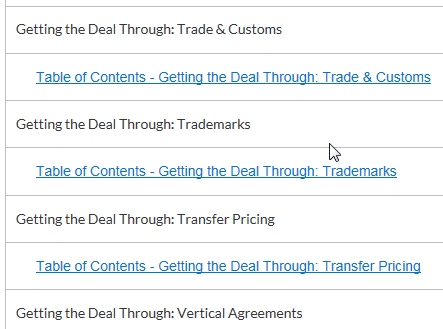 Getting the Deal Through: Trade & Customs
Table of Contents - Getting the Deal Through: Trade & Customs
Getting the Deal Through: Trademarks
Table of Contents - Getting the Deal Through: Trademarks
Getting the Deal Through: Transfer Pricing
Table of Contents - Getting the Deal Through: Transfer Pricing
Getting the Deal Through: Vertical Agreements